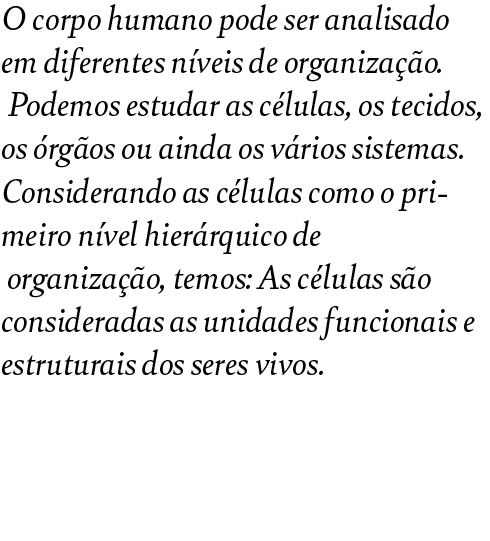 O corpo humano pode ser analisado
em diferentes níveis de organização.
Podemos estudar as células, os tecidos,
os órgãos ou ainda os vários sistemas.
Considerando as células como o pri-
meiro nível hierárquico de
organização, temos: As células são
consideradas as unidades funcionais e
estruturais dos seres vivos.